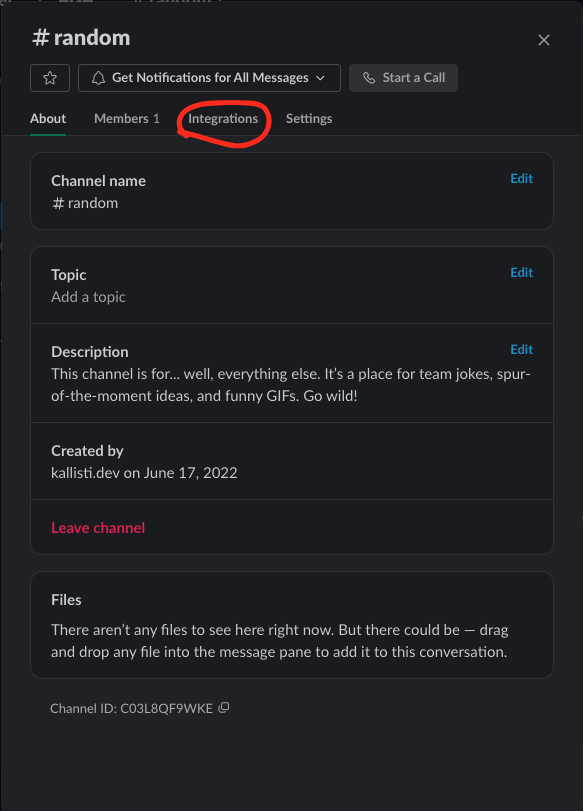 # random
Get Notifications for All Messages
Start a Call
About
Members 1
Integrations
Settings
Channel name
Edit
# random
Topic
Edit
Add a topic
Description
Edit
This channel is for... well, everything else. It's a place for team jokes, spur-
of-the-moment ideas, and funny GIFs. Go wild!
Created by
kallisti.dev on June 17, 2022
Leave channel
Files
There aren't any files to see here right now. But there could be — drag
and drop any file into the message pane to add it to this conversation.
Channel ID: C03L8QF9WKE